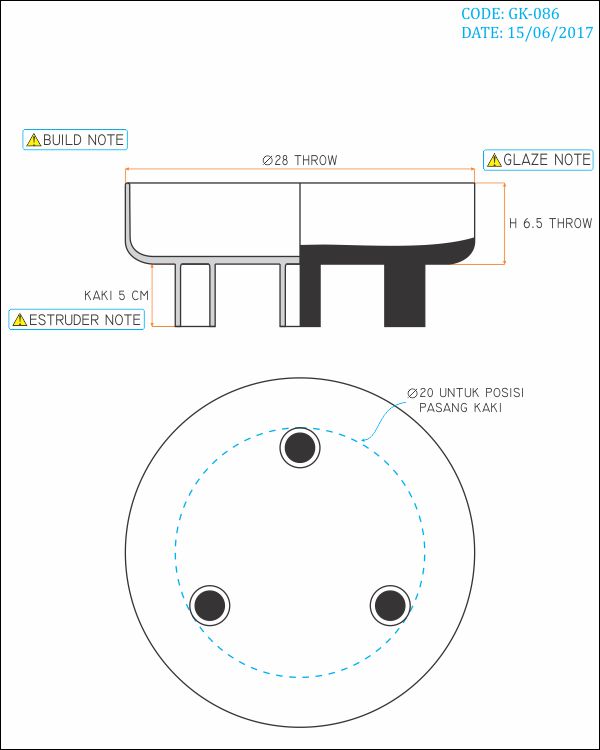 CODE: GK-086
DATE: 15/06/2017
BUILD NOTE
∅28 THROW
GLAZE NOTE
H 6.5 THROW
KAKI 5 CM
ESTRUDER NOTE
∅20 UNTUK POSISI
PASANG KAKI